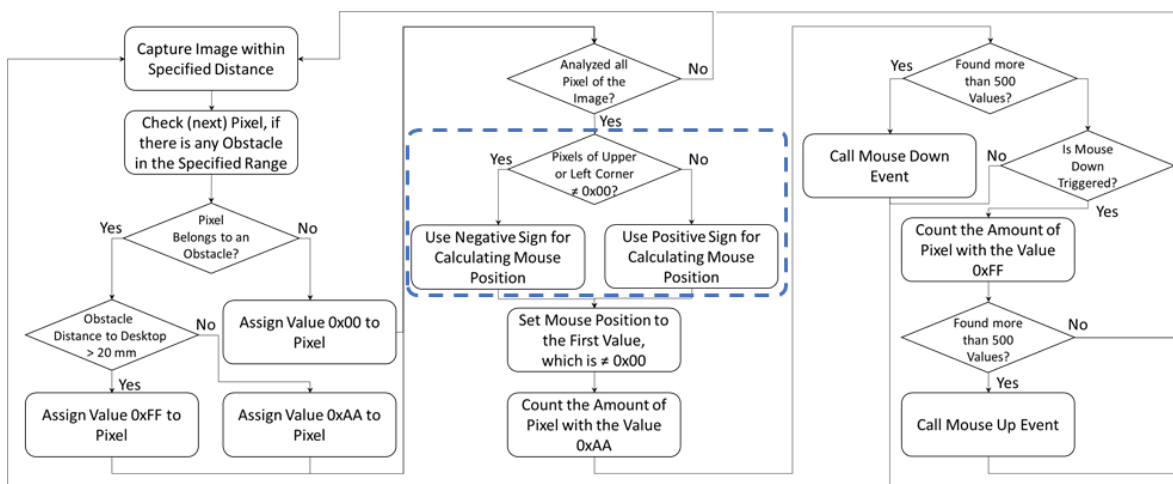 Capture Image within
Specified Distance
Check (next) Pixel, if
there is any Obstacle
in the Specified Range
Pixel
Belongs to an
Obstacle?
Yes
No
Obstacle
Distance to Desktop
> 20 mm
No
Yes
Assign Value 0x00 to
Pixel
Assign Value 0xFF to
Pixel
Assign Value 0xAA to
Pixel
Analyzed all
Pixel of the
Image?
No
Yes
Pixels of Upper
or Left Corner
≠ 0x00?
Yes
No
Use Negative Sign for
Calculating Mouse
Position
Use Positive Sign for
Calculating Mouse
Position
Set Mouse Position to
the First Value,
which is ≠ 0x00
Count the Amount of
Pixel with the Value
0xAA
Found more
than 500
Values?
Yes
No
Call Mouse Down
Event
Is Mouse
Down
Triggered?
No
Yes
Count the Amount of
Pixel with the Value
0xFF
Found more
than 500
Values?
No
Yes
Call Mouse Up Event